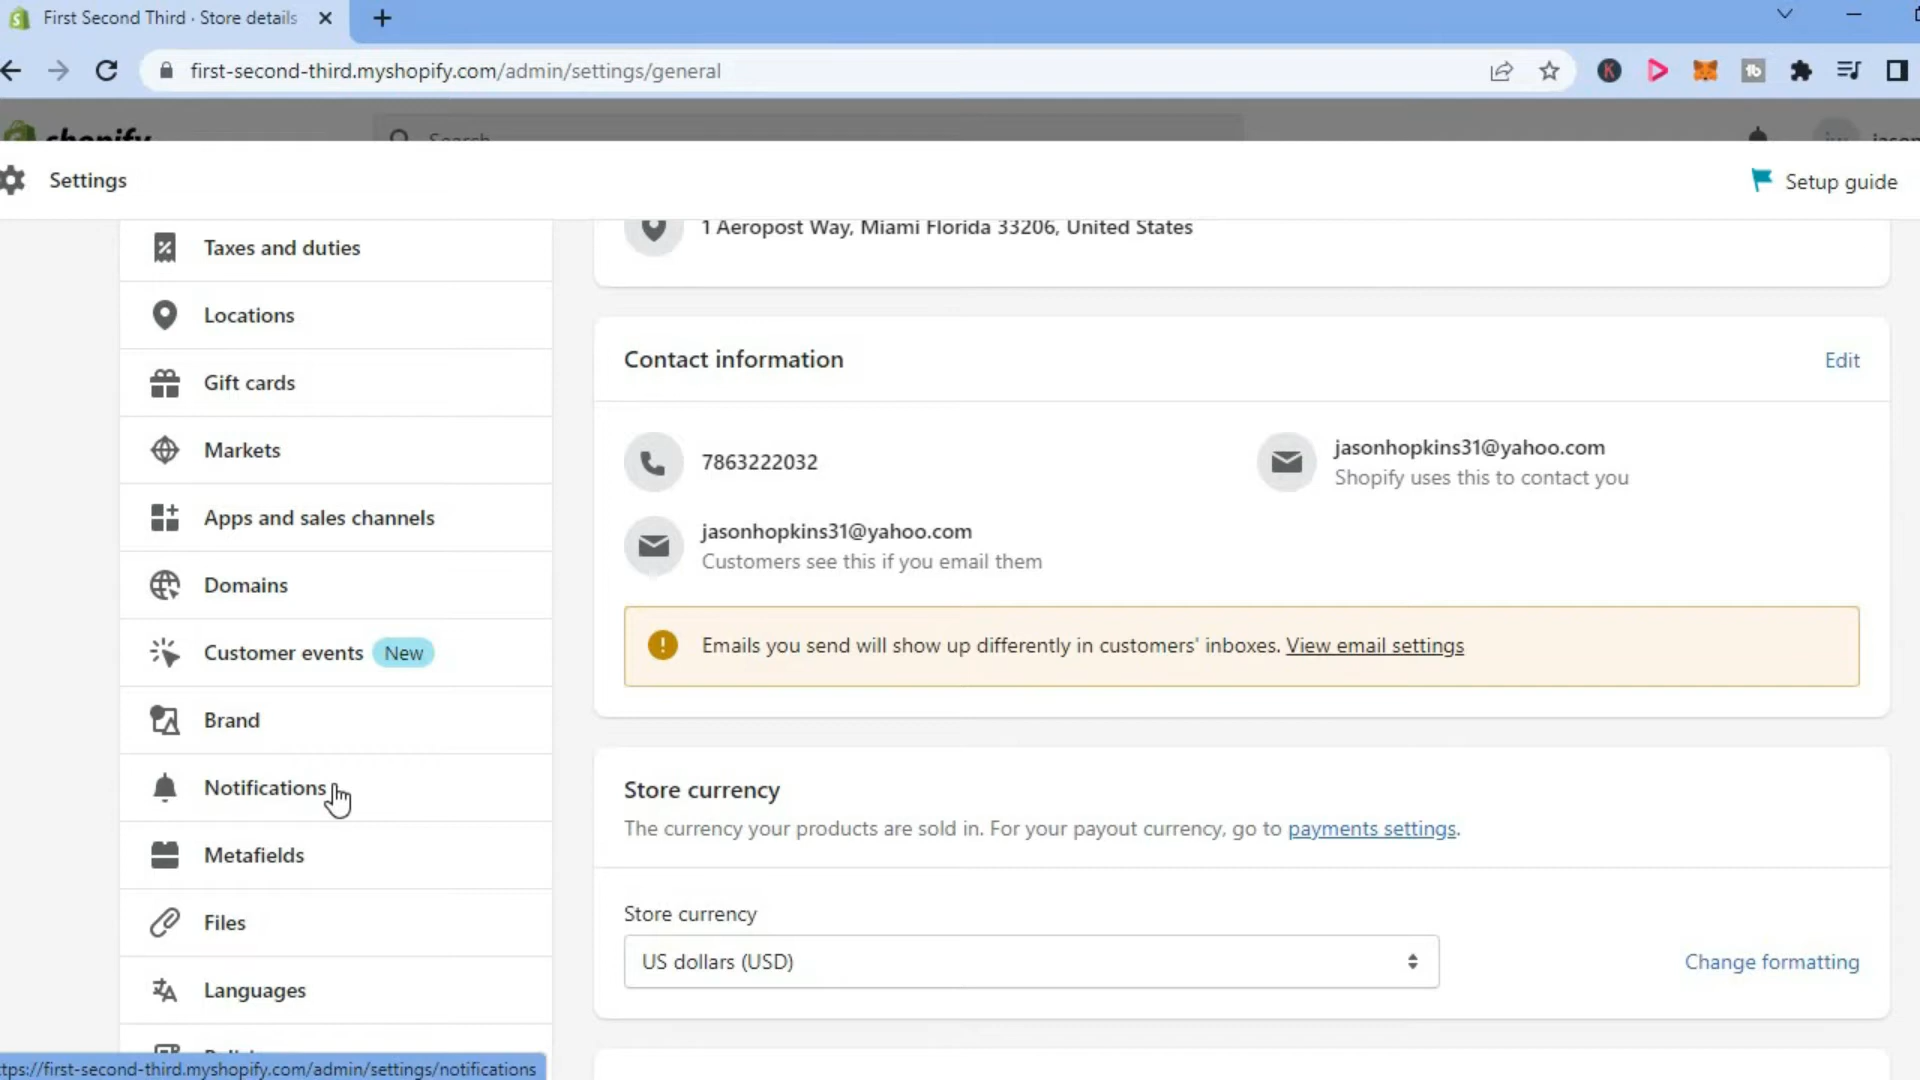 First Second Third · Store details
first-second-third.myshopify.com/admin/settings/general
shopify
Search
jason
Settings
Setup guide
Taxes and duties
Locations
Gift cards
Markets
Apps and sales channels
Domains
Customer events New
Brand
Notifications
Metafields
Files
Languages
1 Aeropost Way, Miami Florida 33206, United States
Contact information
Edit
7863222032
jasonhopkins31@yahoo.com
Shopify uses this to contact you
jasonhopkins31@yahoo.com
Customers see this if you email them
Emails you send will show up differently in customers' inboxes. View email settings
Store currency
The currency your products are sold in. For your payout currency, go to payments settings.
Store currency
US dollars (USD)
Change formatting
tps://first-second-third.myshopify.com/admin/settings/notifications